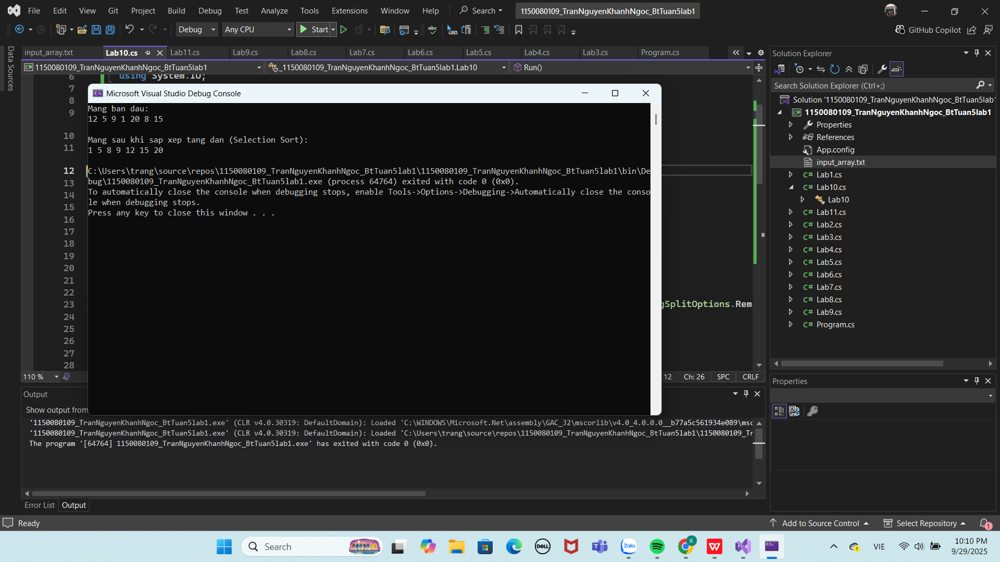 File Edit View Git Project Build Debug Test Analyze Tools Extensions Window Help Search 1150080109_TranNguyenKhanhNgoc_BtTuan5lab1
Debug Any CPU Start GitHub Copilot
Data Sources
input_array.txt Lab10.cs Lab11.cs Lab9.cs Lab8.cs Lab7.cs Lab6.cs Lab5.cs Lab4.cs Lab3.cs Program.cs
1150080109_TranNguyenKhanhNgoc_BtTuan5lab1 _1150080109_TranNguyenKhanhNgoc_BtTuan5lab1.Lab10 Run()
6 using System.IO;
7
8
9
10
11
12
13
14
15
16
17
18
19
20
21
22
23 gSplitOptions.Rem
24
25
26
27
28
Microsoft Visual Studio Debug Console
Mang ban dau:
12 5 9 1 20 8 15
Mang sau khi sap xep tang dan (Selection Sort):
1 5 8 9 12 15 20
C:\Users\trang\source\repos\1150080109_TranNguyenKhanhNgoc_BtTuan5lab1\1150080109_TranNguyenKhanhNgoc_BtTuan5lab1\bin\De
bug\1150080109_TranNguyenKhanhNgoc_BtTuan5lab1.exe (process 64764) exited with code 0 (0x0).
To automatically close the console when debugging stops, enable Tools->Options->Debugging->Automatically close the conso
le when debugging stops.
Press any key to close this window . . .
110 % 12 Ch: 26 SPC CRLF
Output
Show output from
'1150080109_TranNguyenKhanhNgoc_BtTuan5lab1.exe' (CLR v4.0.30319: DefaultDomain): Loaded 'C:\WINDOWS\Microsoft.Net\assembly\GAC_32\mscorlib\v4.0_4.0.0.0__b77a5c561934e089\msc
'1150080109_TranNguyenKhanhNgoc_BtTuan5lab1.exe' (CLR v4.0.30319: DefaultDomain): Loaded 'C:\Users\trang\source\repos\1150080109_TranNguyenKhanhNgoc_BtTuan5lab1\1150080109_Tr
The program '[64764] 1150080109_TranNguyenKhanhNgoc_BtTuan5lab1.exe' has exited with code 0 (0x0).
Error List Output
Solution Explorer
Search Solution Explorer (Ctrl+;)
Solution '1150080109_TranNguyenKhanhNgoc_BtTuan5lab1'
1150080109_TranNguyenKhanhNgoc_BtTuan5lab1
Properties
References
App.config
input_array.txt
Lab1.cs
Lab10.cs
Lab10
Lab11.cs
Lab2.cs
Lab3.cs
Lab4.cs
Lab5.cs
Lab6.cs
Lab7.cs
Lab8.cs
Lab9.cs
Program.cs
Properties
Ready Add to Source Control Select Repository 1
Search DELL Zalo K W VIE 10:10 PM
9/29/2025